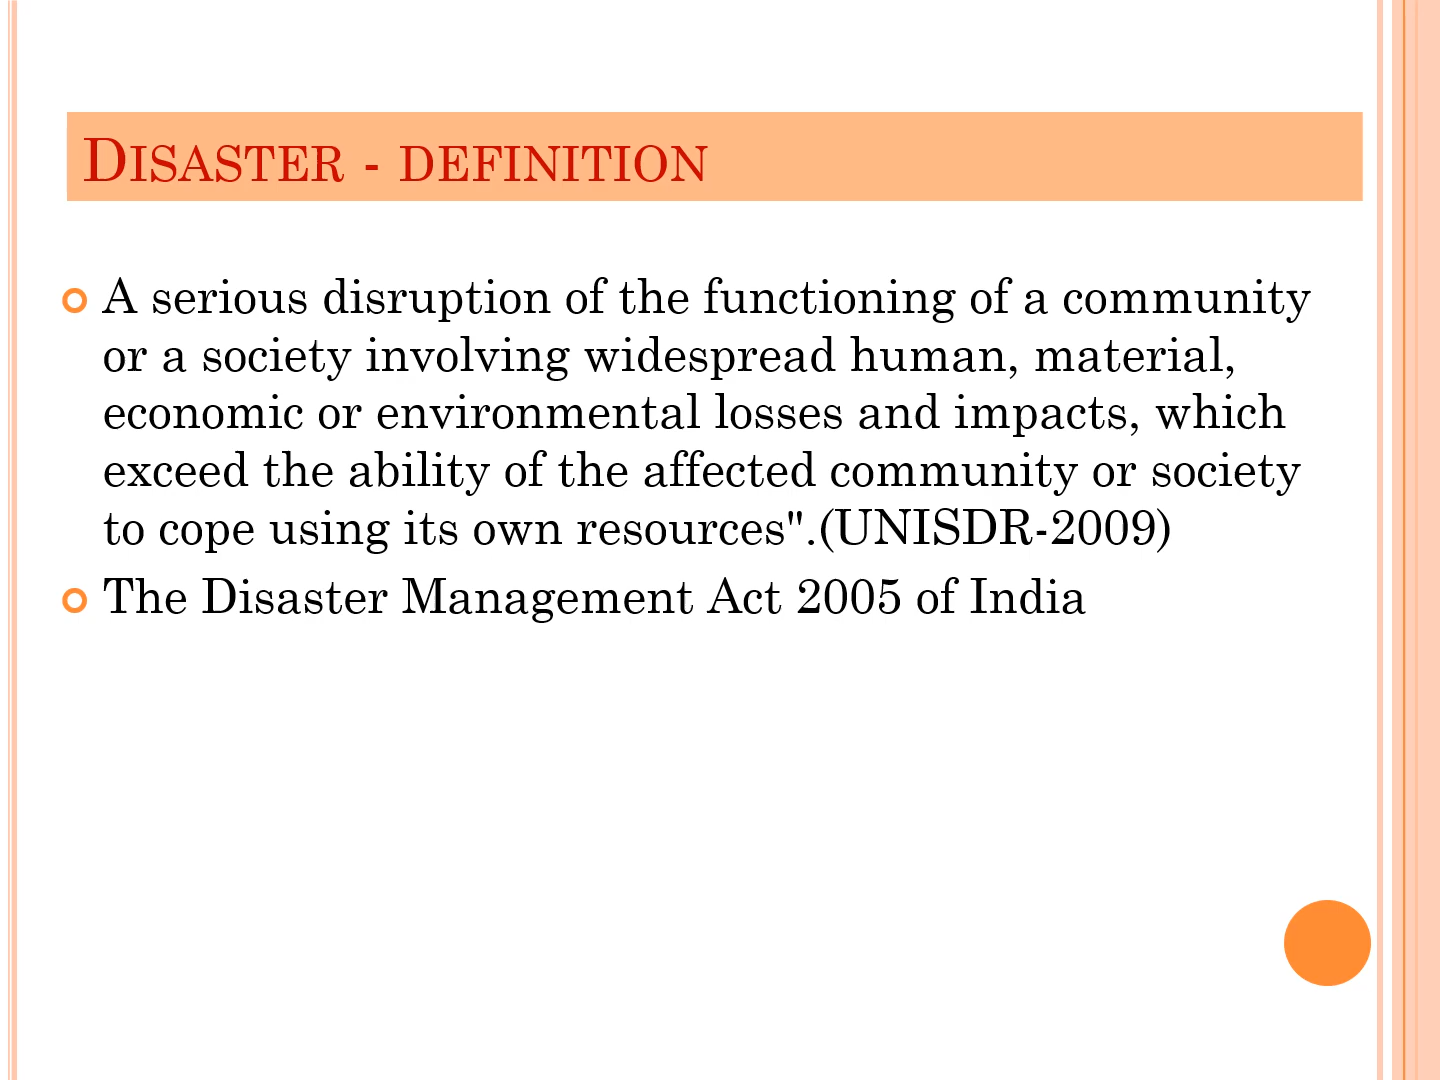 DISASTER - DEFINITION
A serious disruption of the functioning of a community
or a society involving widespread human, material,
economic or environmental losses and impacts, which
exceed the ability of the affected community or society
to cope using its own resources".(UNISDR-2009)
The Disaster Management Act 2005 of India